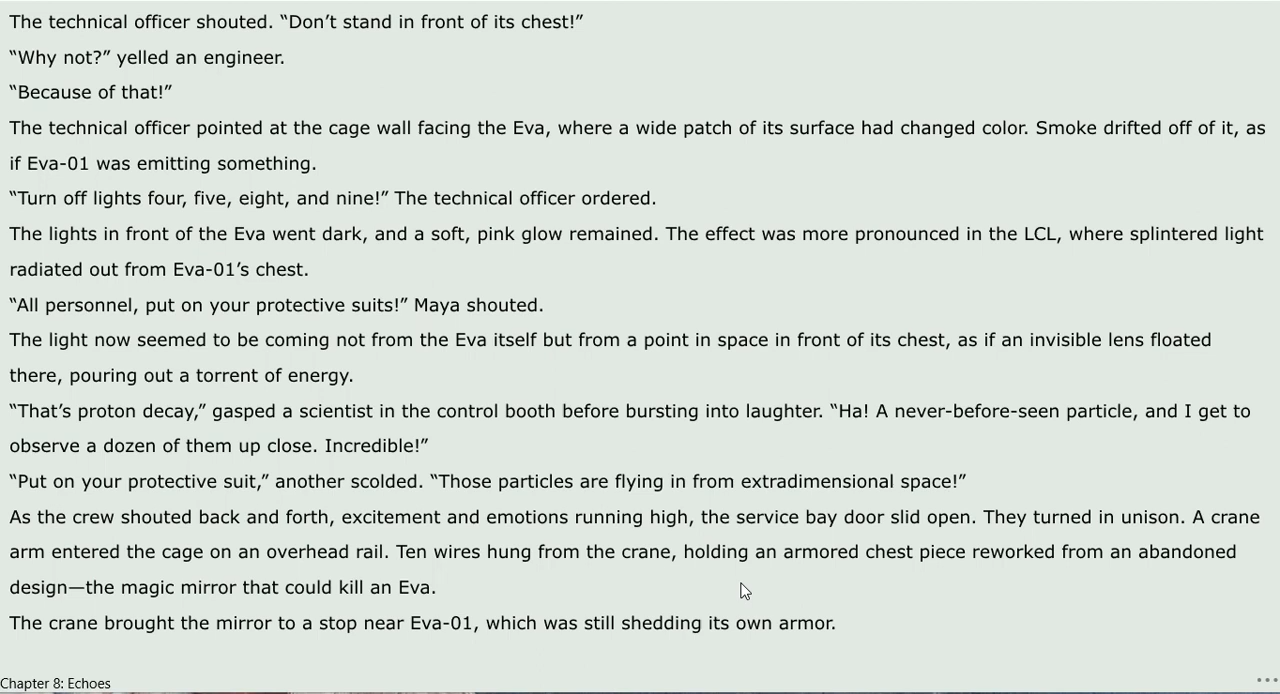 The technical officer shouted. “Don’t stand in front of its chest!”
“Why not?” yelled an engineer.
“Because of that!”
The technical officer pointed at the cage wall facing the Eva, where a wide patch of its surface had changed color. Smoke drifted off of it, as
if Eva-01 was emitting something.
“Turn off lights four, five, eight, and nine!” The technical officer ordered.
The lights in front of the Eva went dark, and a soft, pink glow remained. The effect was more pronounced in the LCL, where splintered light
radiated out from Eva-01’s chest.
“All personnel, put on your protective suits!” Maya shouted.
The light now seemed to be coming not from the Eva itself but from a point in space in front of its chest, as if an invisible lens floated
there, pouring out a torrent of energy.
“That’s proton decay,” gasped a scientist in the control booth before bursting into laughter. “Ha! A never-before-seen particle, and I get to
observe a dozen of them up close. Incredible!”
“Put on your protective suit,” another scolded. “Those particles are flying in from extradimensional space!”
As the crew shouted back and forth, excitement and emotions running high, the service bay door slid open. They turned in unison. A crane
arm entered the cage on an overhead rail. Ten wires hung from the crane, holding an armored chest piece reworked from an abandoned
design—the magic mirror that could kill an Eva.
The crane brought the mirror to a stop near Eva-01, which was still shedding its own armor.
Chapter 8: Echoes